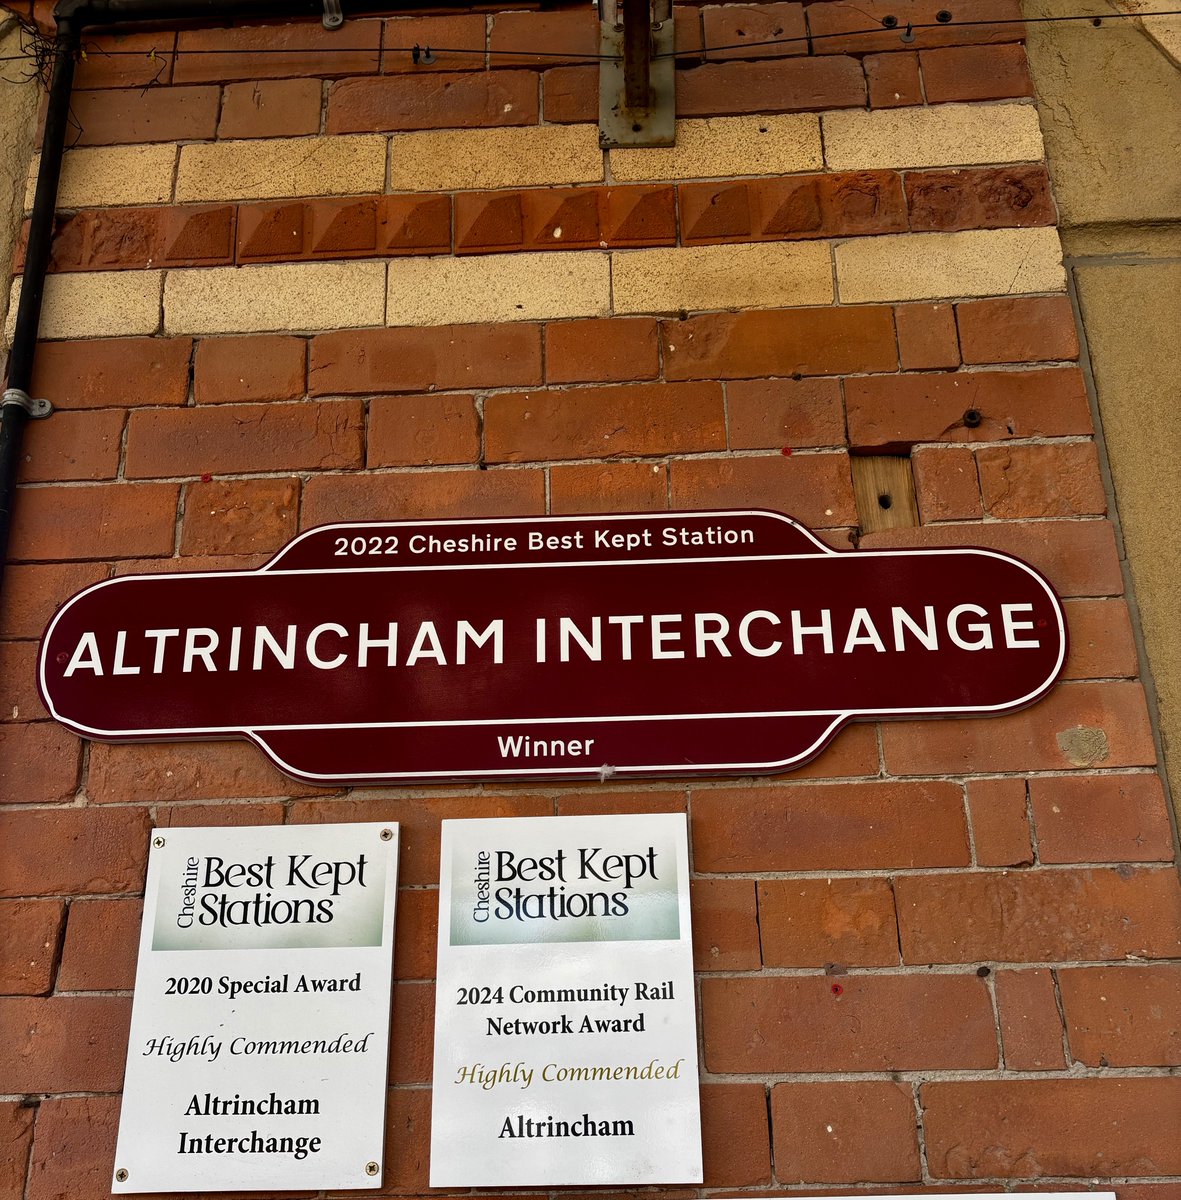 2022 Cheshire Best Kept Station
ALTRINCHAM INTERCHANGE
Winner
Cheshire
Best Kept
Stations
2020 Special Award
Highly Commended
Altrincham
Interchange
Cheshire
Best Kept
Stations
2024 Community Rail
Network Award
Highly Commended
Altrincham